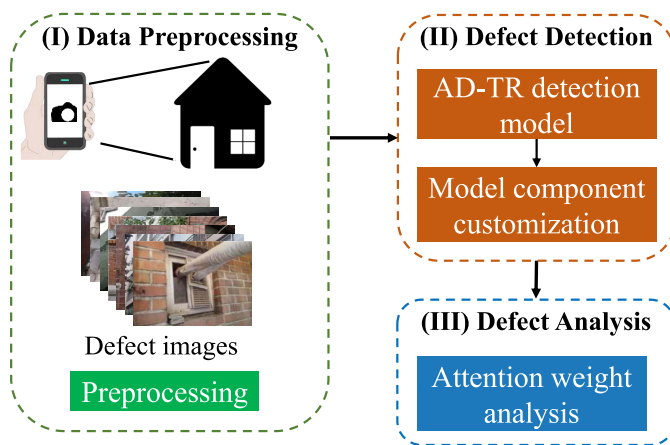 (I) Data Preprocessing
Defect images
Preprocessing
(II) Defect Detection
AD-TR detection
model
Model component
customization
(III) Defect Analysis
Attention weight
analysis